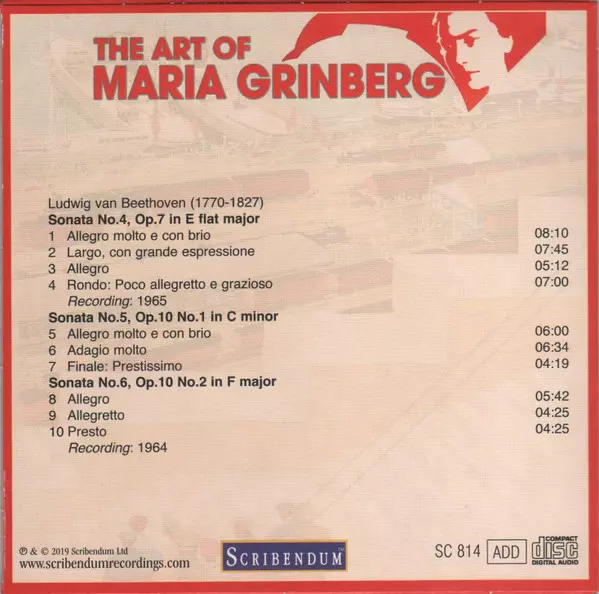 THE ART OF
MARIA GRINBERG
Ludwig van Beethoven (1770-1827)
Sonata No.4, Op.7 in E flat major
1 Allegro molto e con brio 08:10
2 Largo, con grande espressione 07:45
3 Allegro 05:12
4 Rondo: Poco allegretto e grazioso 07:00
Recording: 1965
Sonata No.5, Op.10 No.1 in C minor
5 Allegro molto e con brio 06:00
6 Adagio molto 06:34
7 Finale: Prestissimo 04:19
Sonata No.6, Op.10 No.2 in F major
8 Allegro 05:42
9 Allegretto 04:25
10 Presto 04:25
Recording: 1964
℗ & © 2019 Scribendum Ltd
www.scribendumrecordings.com
SCRIBENDUM™
SC 814 ADD
COMPACT
disc
DIGITAL AUDIO